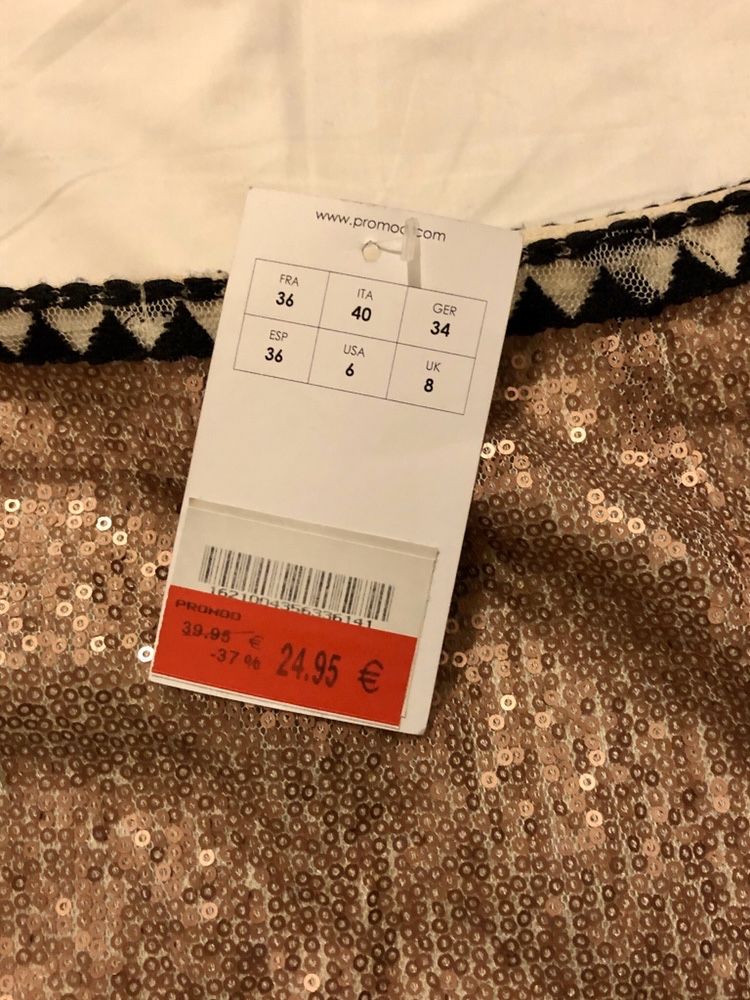 www.promod.com
FRA ITA GER
36 40 34
ESP USA UK
36 6 8
1621004356336141
PROMOD
39.95 €
-37% 24.95 €